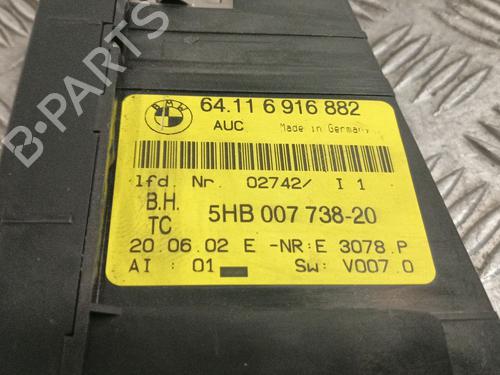 BMW
64.11 6 916 882
AUC Made in Germany
lfd. Nr. 02742/ I 1
B.H.
TC 5HB 007 738-20
20.06.02 E -NR:E 3078.P
AI : 01 Sw: V007.0
B-PARTS